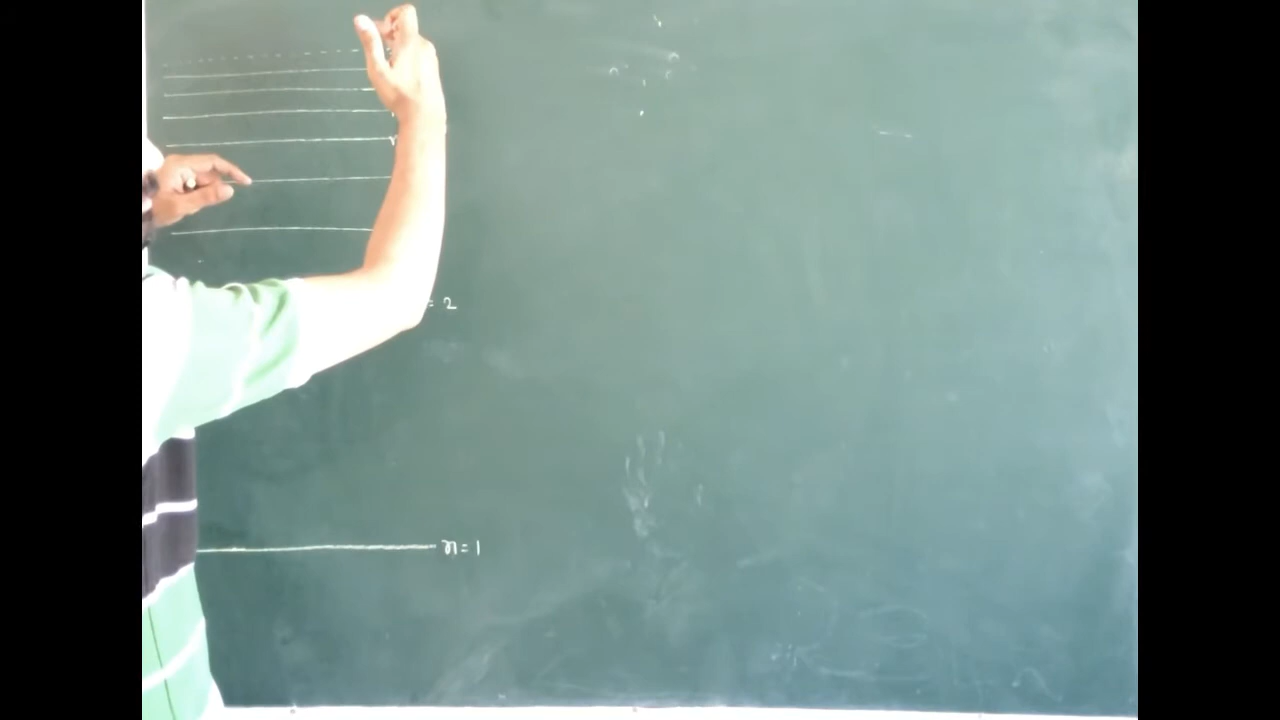 = 2
n = 1